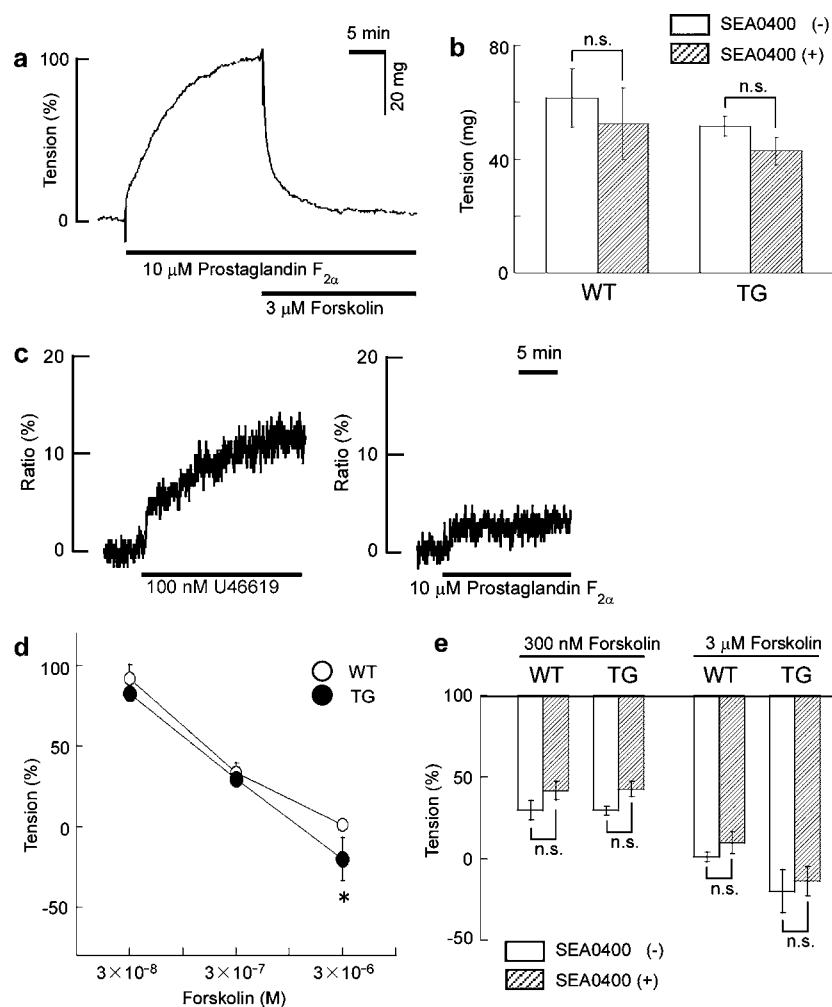 a
Tension (%)
100
50
0
5 min
20 mg
10 μM Prostaglandin F2α
3 μM Forskolin
b
SEA0400 (-)
SEA0400 (+)
Tension (mg)
80
40
0
n.s.
n.s.
WT
TG
c
Ratio (%)
20
10
0
100 nM U46619
Ratio (%)
20
10
0
5 min
10 μM Prostaglandin F2α
d
WT
TG
Tension (%)
100
50
0
-50
*
3×10-8
3×10-7
3×10-6
Forskolin (M)
e
300 nM Forskolin
3 μM Forskolin
WT
TG
WT
TG
Tension (%)
100
50
0
-50
n.s.
n.s.
n.s.
n.s.
SEA0400 (-)
SEA0400 (+)